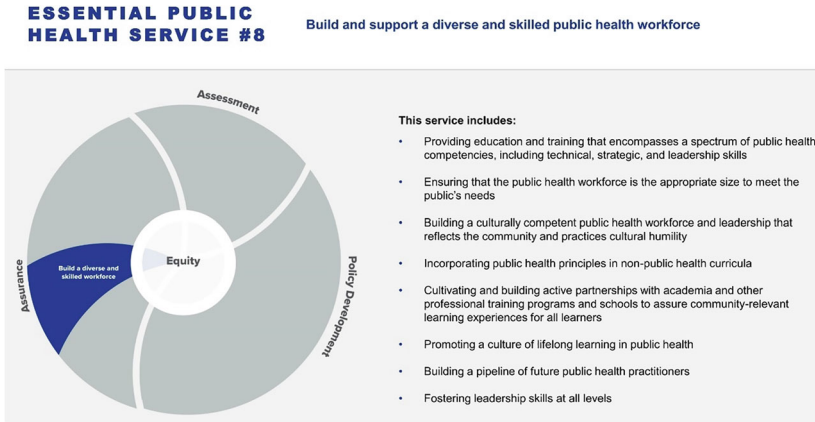 ESSENTIAL PUBLIC
HEALTH SERVICE #8
Build and support a diverse and skilled public health workforce
Assessment
Build a diverse and
skilled workforce
Equity
Assurance
Policy Development
This service includes:
• Providing education and training that encompasses a spectrum of public health
competencies, including technical, strategic, and leadership skills
• Ensuring that the public health workforce is the appropriate size to meet the
public's needs
• Building a culturally competent public health workforce and leadership that
reflects the community and practices cultural humility
• Incorporating public health principles in non-public health curricula
• Cultivating and building active partnerships with academia and other
professional training programs and schools to assure community-relevant
learning experiences for all learners
• Promoting a culture of lifelong learning in public health
• Building a pipeline of future public health practitioners
• Fostering leadership skills at all levels